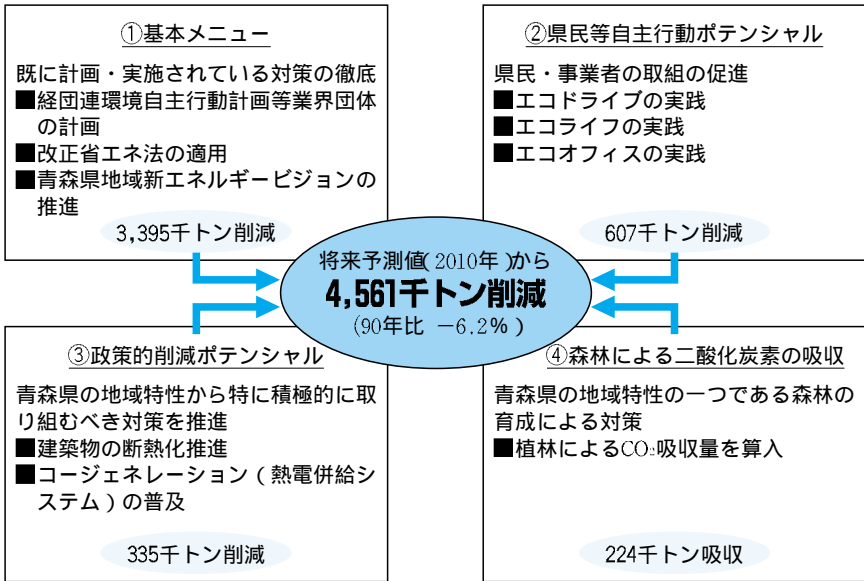 ①基本メニュー
既に計画・実施されている対策の徹底
■経団連環境自主行動計画等業界団体
の計画
■改正省エネ法の適用
■青森県地域新エネルギービジョンの
推進
3,395千トン削減
②県民等自主行動ポテンシャル
県民・事業者の取組の促進
■エコドライブの実践
■エコライフの実践
■エコオフィスの実践
607千トン削減
将来予測値(2010年)から
4,561千トン削減
(90年比 −6.2%)
③政策的削減ポテンシャル
青森県の地域特性から特に積極的に取
り組むべき対策を推進
■建築物の断熱化推進
■コージェネレーション(熱電併給シ
ステム)の普及
335千トン削減
④森林による二酸化炭素の吸収
青森県の地域特性の一つである森林の
育成による対策
■植林によるCO₂吸収量を算入
224千トン吸収